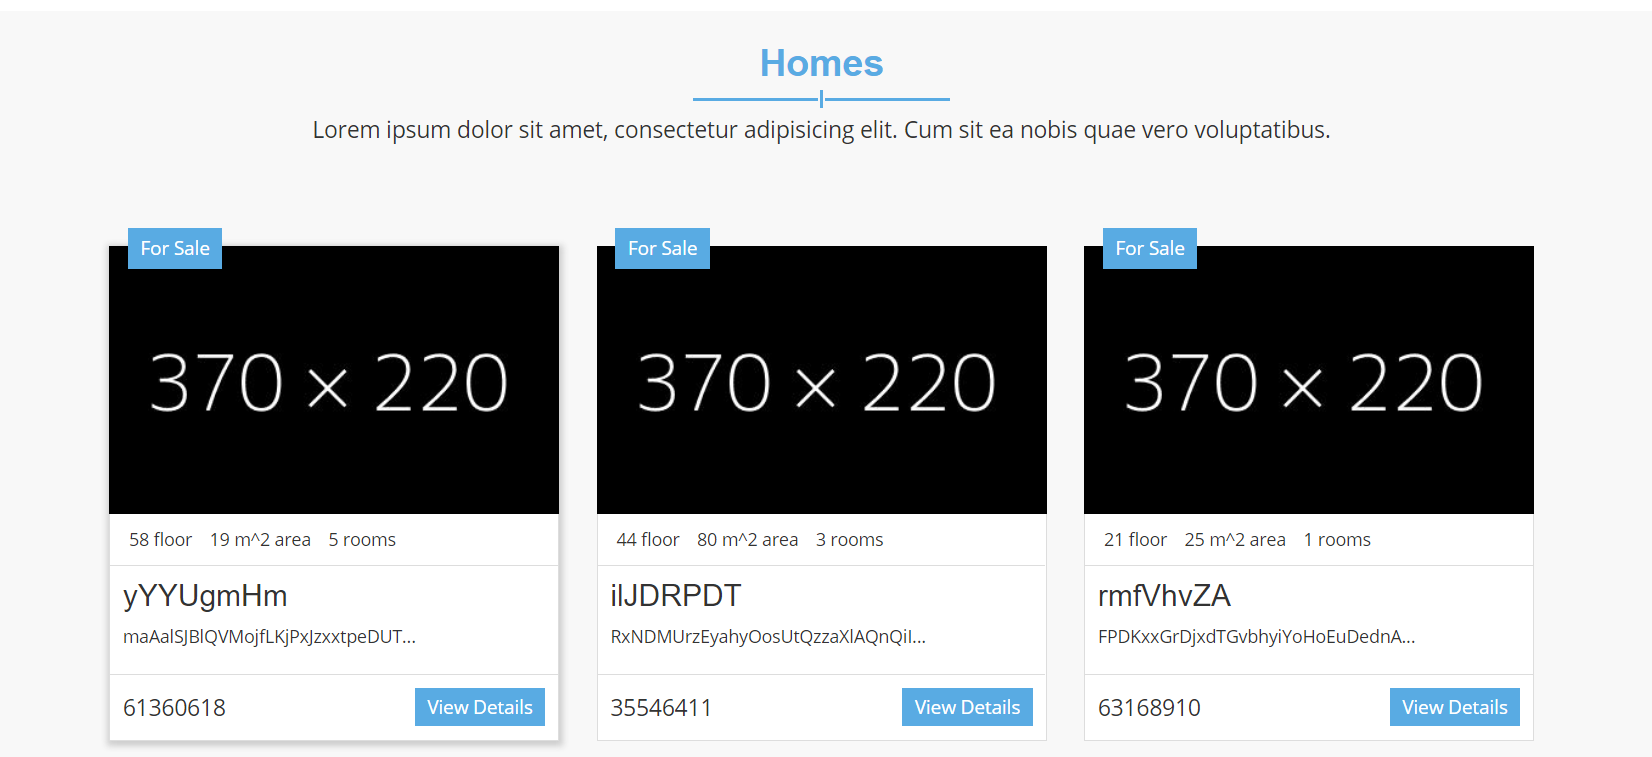 Homes
Lorem ipsum dolor sit amet, consectetur adipisicing elit. Cum sit ea nobis quae vero voluptatibus.
For Sale
370 × 220
58 floor 19 m^2 area 5 rooms
yYYUgmHm
maAalSJBlQVMojfLKjPxJzxxtpeDUT...
61360618 View Details
For Sale
370 × 220
44 floor 80 m^2 area 3 rooms
ilJDRPDT
RxNDMUrzEyahyOosUtQzzaXlAQnQiI...
35546411 View Details
For Sale
370 × 220
21 floor 25 m^2 area 1 rooms
rmfVhvZA
FPDKxxGrDjxdTGvbhyiYoHoEuDednA...
63168910 View Details